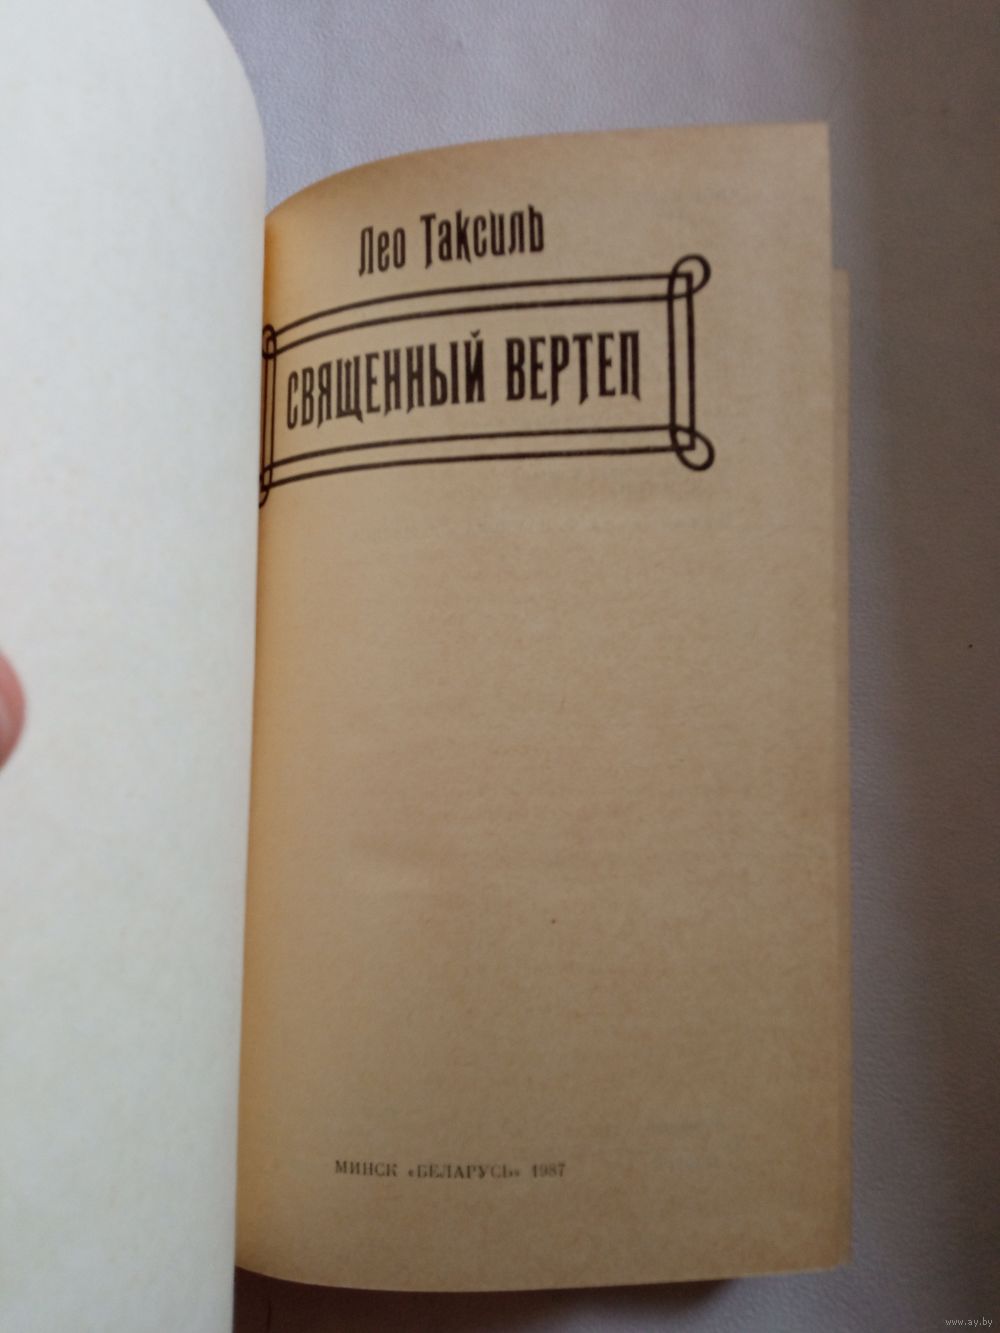 Лео Таксиль
СВЯЩЕННЫЙ ВЕРТЕП
МИНСК «БЕЛАРУСЬ» 1987
www.ay.by